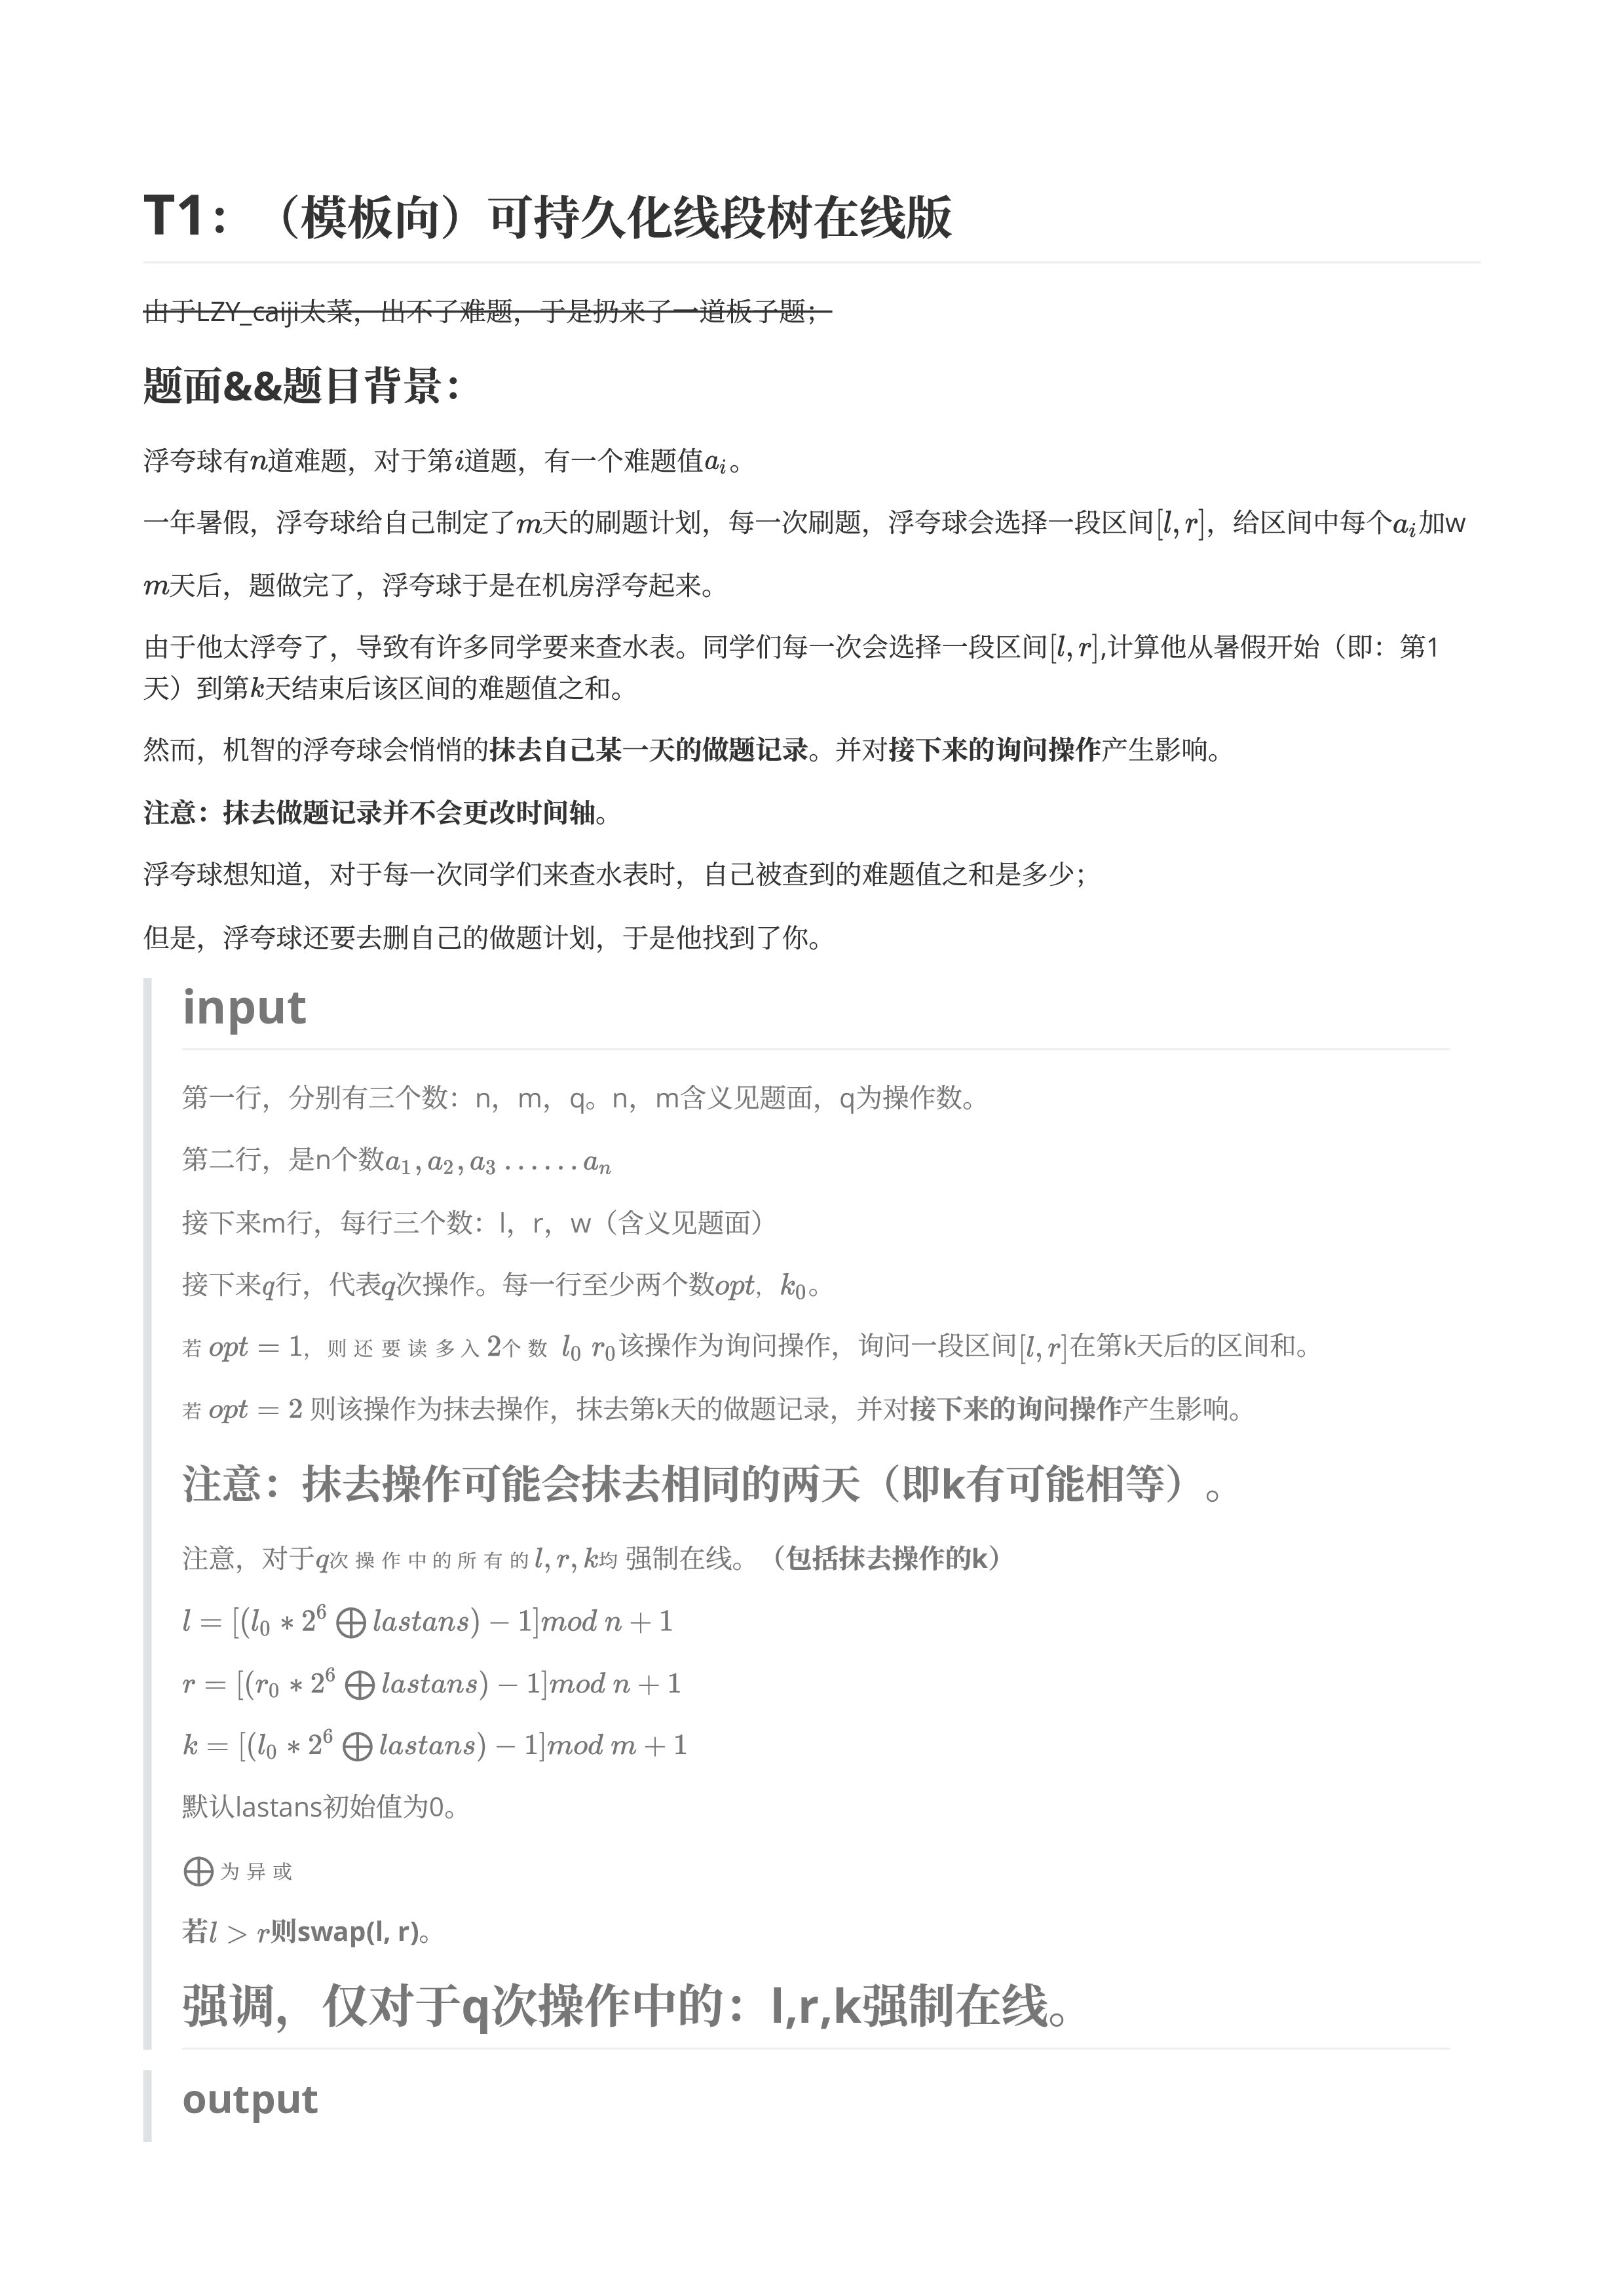 T1：（模板向）可持久化线段树在线版
由于LZY_caiji太菜，出不了难题，于是扔来了一道板子题；
题面&&题目背景：
浮夸球有n道难题，对于第i道题，有一个难题值a_i。
一年暑假，浮夸球给自己制定了m天的刷题计划，每一次刷题，浮夸球会选择一段区间[l, r]，给区间中每个a_i加w
m天后，题做完了，浮夸球于是在机房浮夸起来。
由于他太浮夸了，导致有许多同学要来查水表。同学们每一次会选择一段区间[l, r],计算他从暑假开始（即：第1
天）到第k天结束后该区间的难题值之和。
然而，机智的浮夸球会悄悄的抹去自己某一天的做题记录。并对接下来的询问操作产生影响。
注意：抹去做题记录并不会更改时间轴。
浮夸球想知道，对于每一次同学们来查水表时，自己被查到的难题值之和是多少；
但是，浮夸球还要去删自己的做题计划，于是他找到了你。
input
第一行，分别有三个数：n，m，q。n，m含义见题面，q为操作数。
第二行，是n个数a_1, a_2, a_3 ......a_n
接下来m行，每行三个数：l，r，w（含义见题面）
接下来q行，代表q次操作。每一行至少两个数opt，k_0。
若 opt = 1，则还要读多入2个数 l_0 r_0该操作为询问操作，询问一段区间[l, r]在第k天后的区间和。
若 opt = 2 则该操作为抹去操作，抹去第k天的做题记录，并对接下来的询问操作产生影响。
注意：抹去操作可能会抹去相同的两天（即k有可能相等）。
注意，对于q次操作中的所有的l, r, k均 强制在线。（包括抹去操作的k）
l = [(l_0 * 2^6 ⨁ lastans) − 1]mod n + 1
r = [(r_0 * 2^6 ⨁ lastans) − 1]mod n + 1
k = [(l_0 * 2^6 ⨁ lastans) − 1]mod m + 1
默认lastans初始值为0。
⨁ 为异或
若l > r则swap(l, r)。
强调，仅对于q次操作中的：l,r,k强制在线。
output